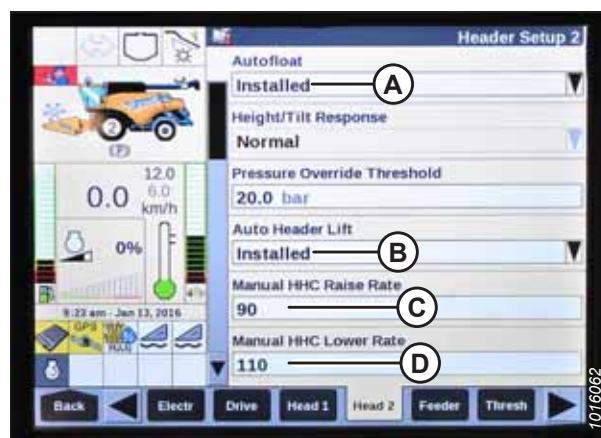 Header Setup 2
Autofloat
Installed
A
Height/Tilt Response
Normal
Pressure Override Threshold
20.0 bar
Auto Header Lift
Installed
B
Manual HHC Raise Rate
90
C
Manual HHC Lower Rate
110
D
2
(P)
12.0
6.0
0.0 km/h
0%
9:23 am - Jan 13, 2016
GPS
Back
Electr
Drive
Head 1
Head 2
Feeder
Thresh
1016062